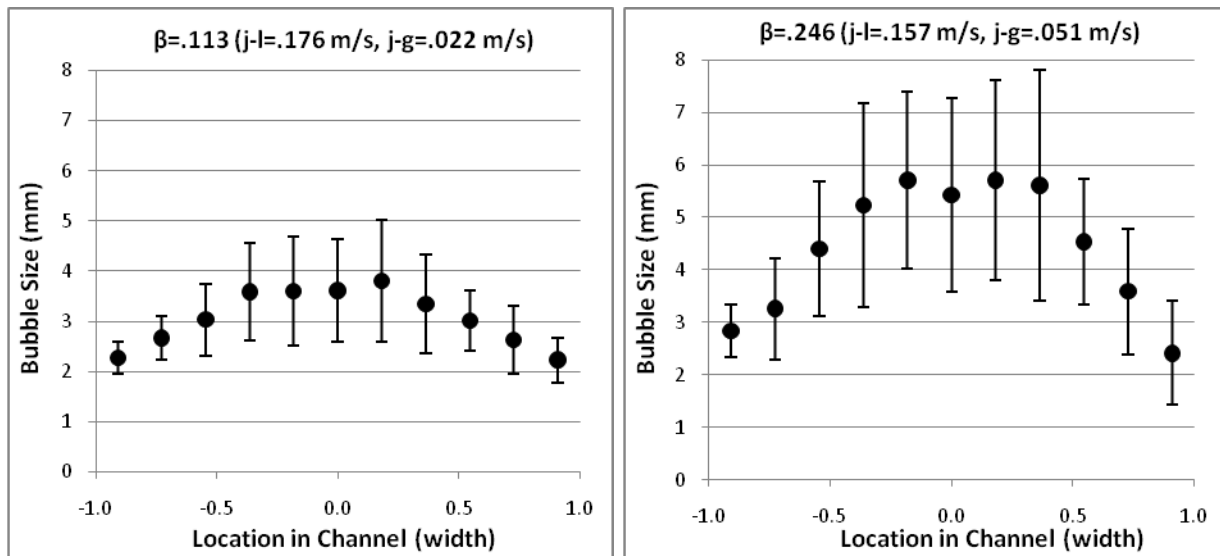 β=.113 (j-l=.176 m/s, j-g=.022 m/s)
8
7
6
5
4
3
2
1
0
Bubble Size (mm)
-1.0 -0.5 0.0 0.5 1.0
Location in Channel (width)
β=.246 (j-l=.157 m/s, j-g=.051 m/s)
8
7
6
5
4
3
2
1
0
Bubble Size (mm)
-1.0 -0.5 0.0 0.5 1.0
Location in Channel (width)